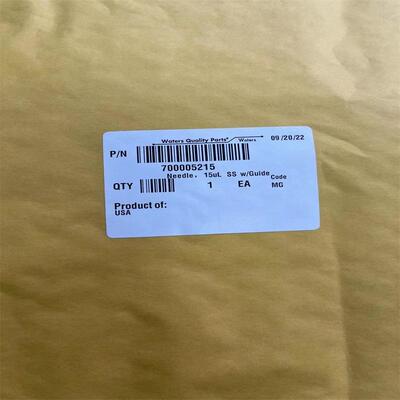 Waters Quality Parts® Waters 09/20/22
P/N
700005215
Needle, 15uL SS w/Guide Code
QTY 1 EA MG
Product of:
USA